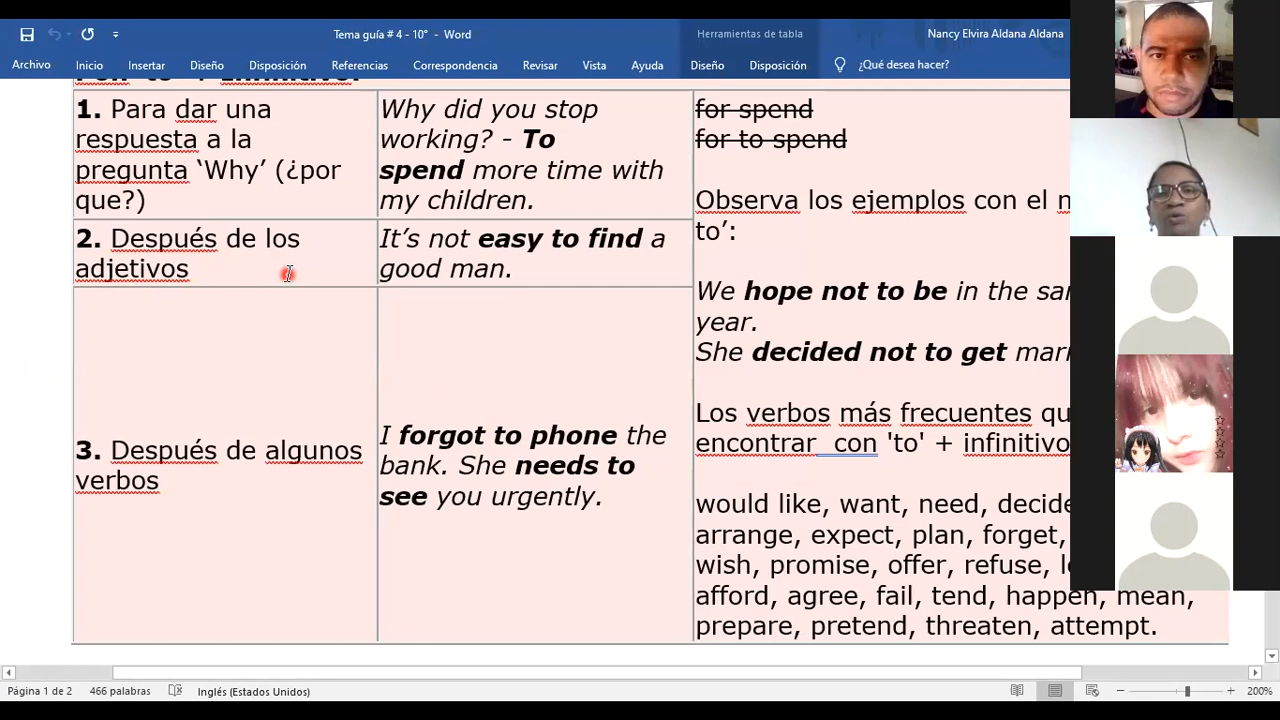 Tema guía # 4 - 10° - Word
Herramientas de tabla
Nancy Elvira Aldana Aldana
Archivo Inicio Insertar Diseño Disposición Referencias Correspondencia Revisar Vista Ayuda Diseño Disposición ¿Qué desea hacer?
1. Para dar una
respuesta a la
pregunta ‘Why’ (¿por
que?)
Why did you stop
working? - To
spend more time with
my children.
for spend
for to spend
Observa los ejemplos con el
to’:
2. Después de los
adjetivos
It’s not easy to find a
good man.
We hope not to be in the
year.
She decided not to get
3. Después de algunos
verbos
I forgot to phone the
bank. She needs to
see you urgently.
Los verbos más frecuentes
encontrar con 'to' + infinitivo
would like, want, need, decide
arrange, expect, plan, forget,
wish, promise, offer, refuse,
afford, agree, fail, tend, happen, mean,
prepare, pretend, threaten, attempt.
Página 1 de 2 466 palabras Inglés (Estados Unidos) 200%